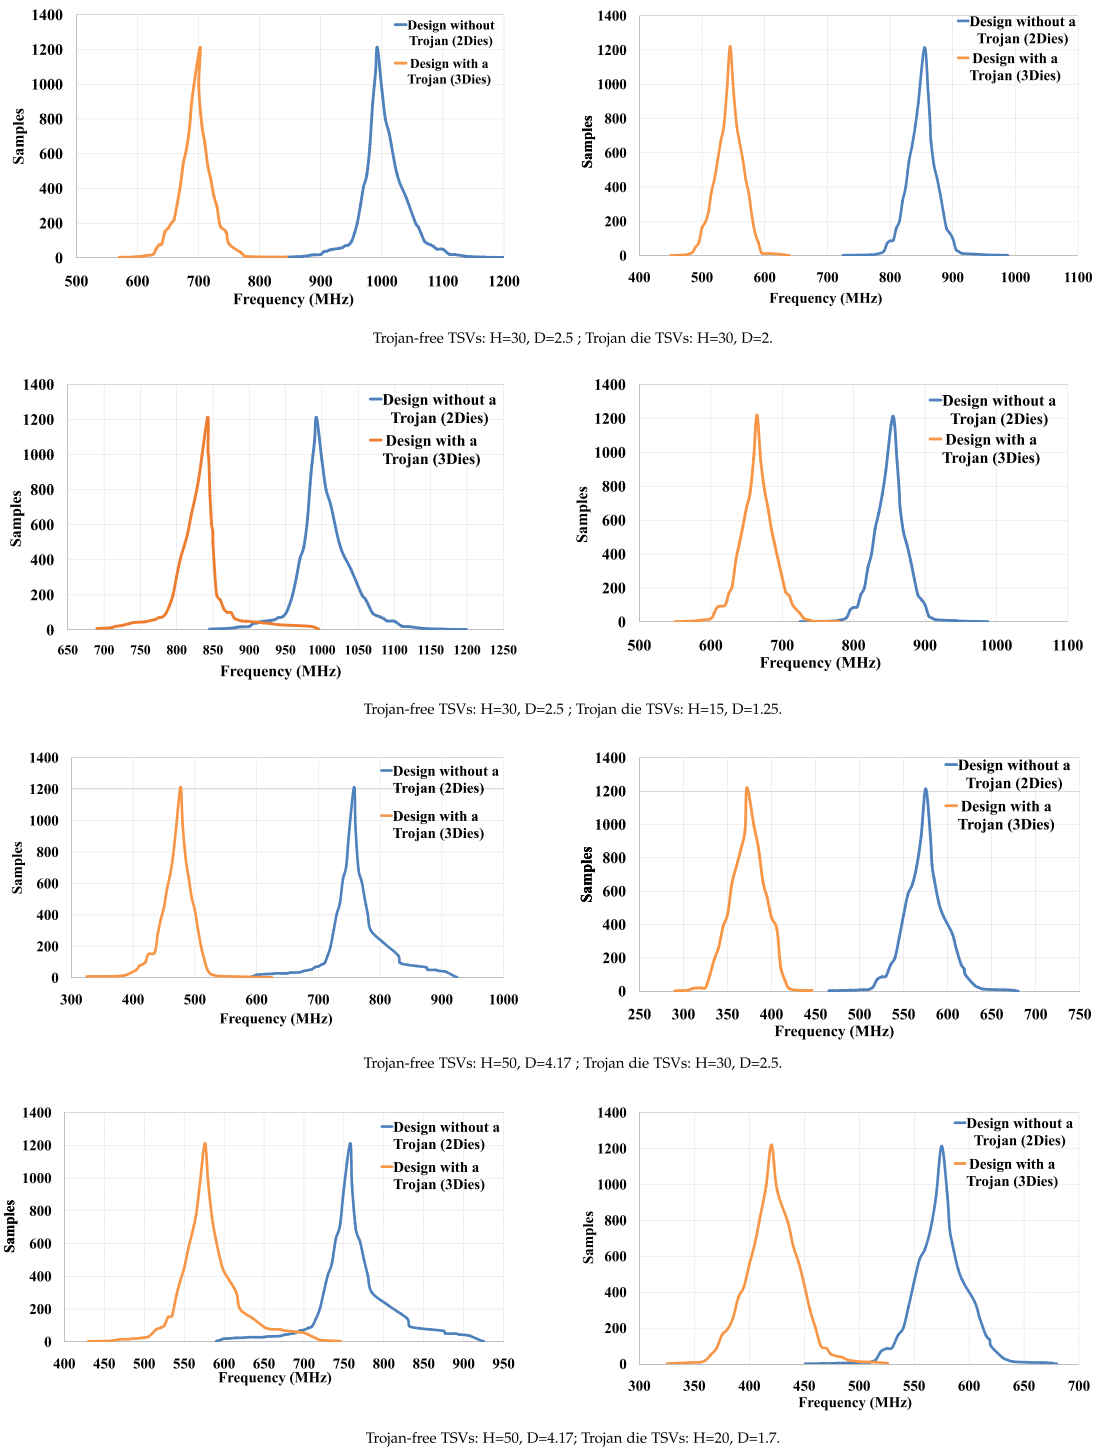 1400
1200
1000
800
600
400
200
0
Samples
500 600 700 800 900 1000 1100 1200
Frequency (MHz)
Design without
Trojan (2Dies)
Design with a
Trojan (3Dies)
1400
1200
1000
800
600
400
200
0
Samples
400 500 600 700 800 900 1000 1100
Frequency (MHz)
Design without a
Trojan (2Dies)
Design with a
Trojan (3Dies)
Trojan-free TSVs: H=30, D=2.5 ; Trojan die TSVs: H=30, D=2.
1400
1200
1000
800
600
400
200
0
Samples
650 700 750 800 850 900 950 1000 1050 1100 1150 1200 1250
Frequency (MHz)
Design without a
Trojan (2Dies)
Design with a
Trojan (3Dies)
1400
1200
1000
800
600
400
200
0
Samples
500 600 700 800 900 1000 1100
Frequency (MHz)
Design without a
Trojan (2Dies)
Design with a
Trojan (3Dies)
Trojan-free TSVs: H=30, D=2.5 ; Trojan die TSVs: H=15, D=1.25.
1400
1200
1000
800
600
400
200
0
Samples
300 400 500 600 700 800 900 1000
Frequency (MHz)
Design without a
Trojan (2Dies)
Design with a
Trojan (3Dies)
1400
1200
1000
800
600
400
200
0
Samples
250 300 350 400 450 500 550 600 650 700 750
Frequency (MHz)
Design without a
Trojan (2Dies)
Design with a
Trojan (3Dies)
Trojan-free TSVs: H=50, D=4.17 ; Trojan die TSVs: H=30, D=2.5.
1400
1200
1000
800
600
400
200
0
Samples
400 450 500 550 600 650 700 750 800 850 900 950
Frequency (MHz)
Design without a
Trojan (2Dies)
Design with a
Trojan (3Dies)
1400
1200
1000
800
600
400
200
0
Samples
300 350 400 450 500 550 600 650 700
Frequency (MHz)
Design without a
Trojan (2Dies)
Design with a
Trojan (3Dies)
Trojan-free TSVs: H=50, D=4.17; Trojan die TSVs: H=20, D=1.7.